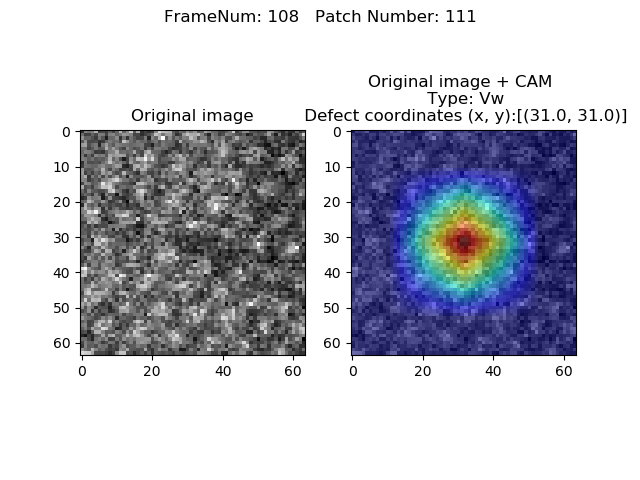 FrameNum: 108   Patch Number: 111
Original image
Original image + CAM
Type: Vw
Defect coordinates (x, y):[(31.0, 31.0)]
0
10
20
30
40
50
60
0 20 40 60
0
10
20
30
40
50
60
0 20 40 60